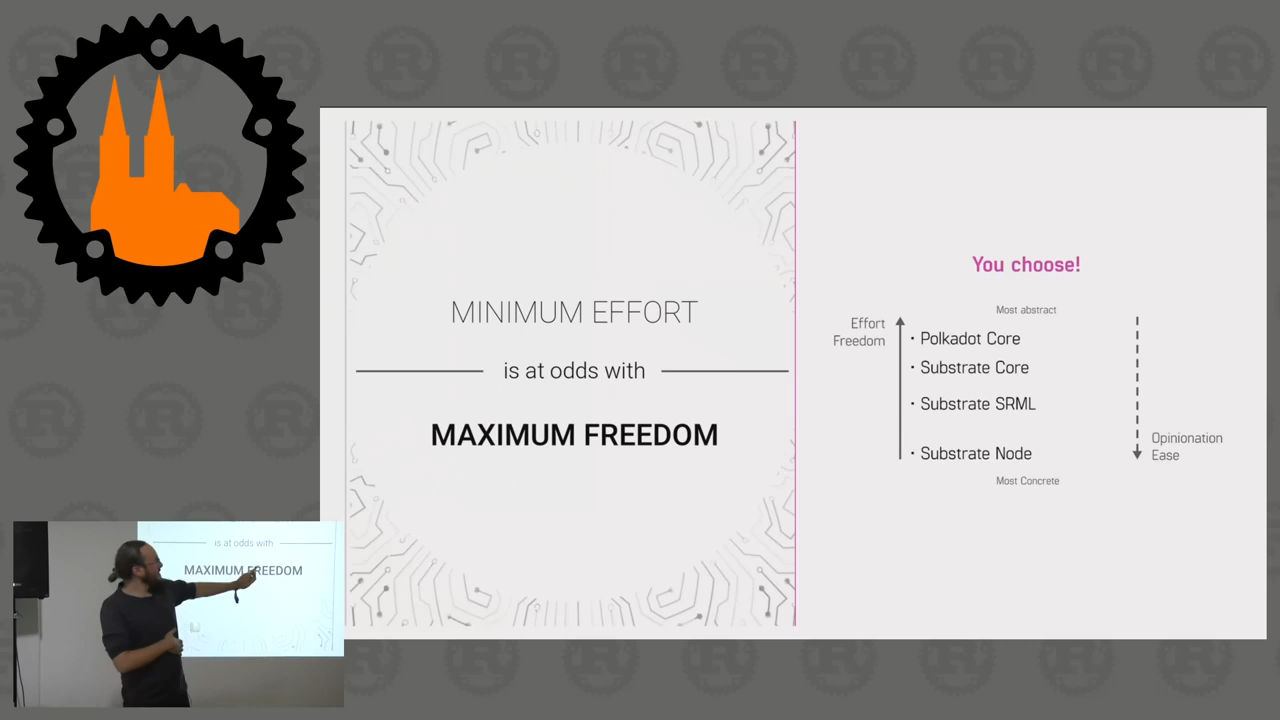 MINIMUM EFFORT
is at odds with
MAXIMUM FREEDOM
You choose!
Most abstract
Effort
Freedom
· Polkadot Core
· Substrate Core
· Substrate SRML
· Substrate Node
Opinionation
Ease
Most Concrete
is at odds with
MAXIMUM FREEDOM